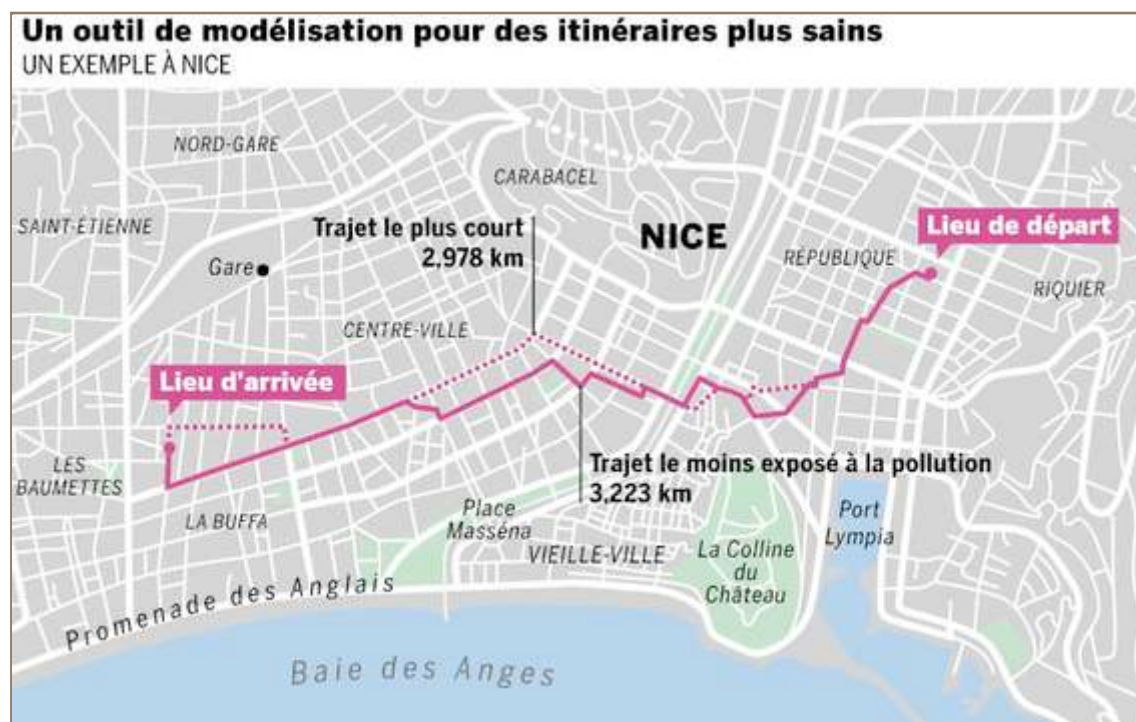 Un outil de modélisation pour des itinéraires plus sains
UN EXEMPLE À NICE
NORD-GARE
CARABACEL
SAINT-ÉTIENNE
Trajet le plus court
2,978 km
NICE
Lieu de départ
RÉPUBLIQUE
Gare
RIQUIER
CENTRE-VILLE
Lieu d'arrivée
LES
BAUMETTES
Trajet le moins exposé à la pollution
3,223 km
LA BUFFA
Place
Masséna
Port
Lympia
VIEILLE-VILLE
La Colline
du
Château
Promenade des Anglais
Baie des Anges